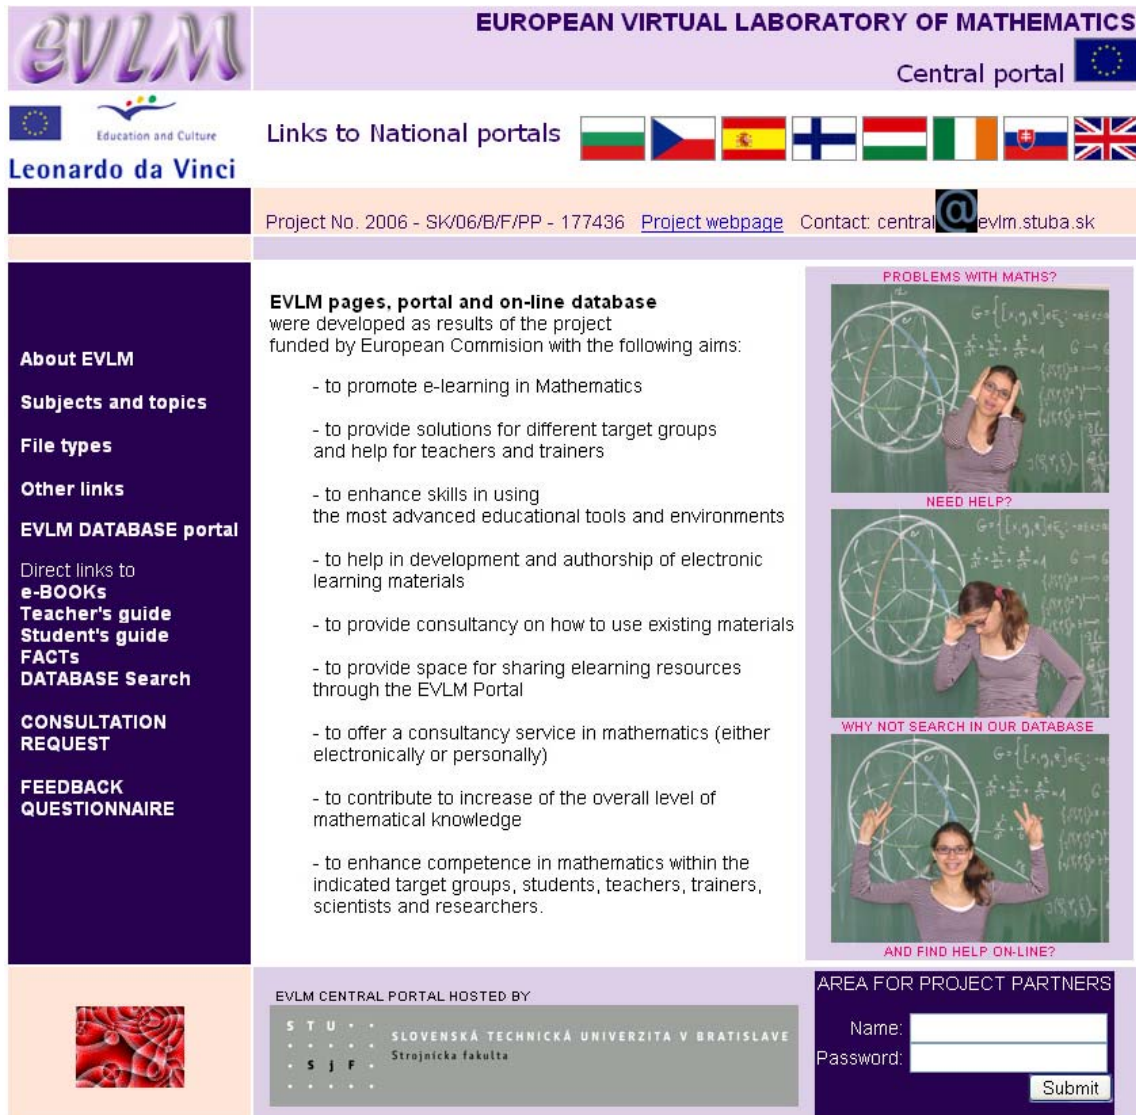 EVLM
EUROPEAN VIRTUAL LABORATORY OF MATHEMATICS
Central portal
Education and Culture
Leonardo da Vinci
Links to National portals
Project No. 2006 - SK/06/B/F/PP - 177436 Project webpage Contact: central@evlm.stuba.sk
About EVLM
Subjects and topics
File types
Other links
EVLM DATABASE portal
Direct links to
e-BOOKs
Teacher's guide
Student's guide
FACTs
DATABASE Search
CONSULTATION
REQUEST
FEEDBACK
QUESTIONNAIRE
EVLM pages, portal and on-line database
were developed as results of the project
funded by European Commision with the following aims:
- to promote e-learning in Mathematics
- to provide solutions for different target groups
and help for teachers and trainers
- to enhance skills in using
the most advanced educational tools and environments
- to help in development and authorship of electronic
learning materials
- to provide consultancy on how to use existing materials
- to provide space for sharing elearning resources
through the EVLM Portal
- to offer a consultancy service in mathematics (either
electronically or personally)
- to contribute to increase of the overall level of
mathematical knowledge
- to enhance competence in mathematics within the
indicated target groups, students, teachers, trainers,
scientists and researchers.
PROBLEMS WITH MATHS?
NEED HELP?
WHY NOT SEARCH IN OUR DATABASE
AND FIND HELP ON-LINE?
EVLM CENTRAL PORTAL HOSTED BY
S T U
S j F
SLOVENSKÁ TECHNICKÁ UNIVERZITA V BRATISLAVE
Strojnícka fakulta
AREA FOR PROJECT PARTNERS
Name:
Password:
Submit